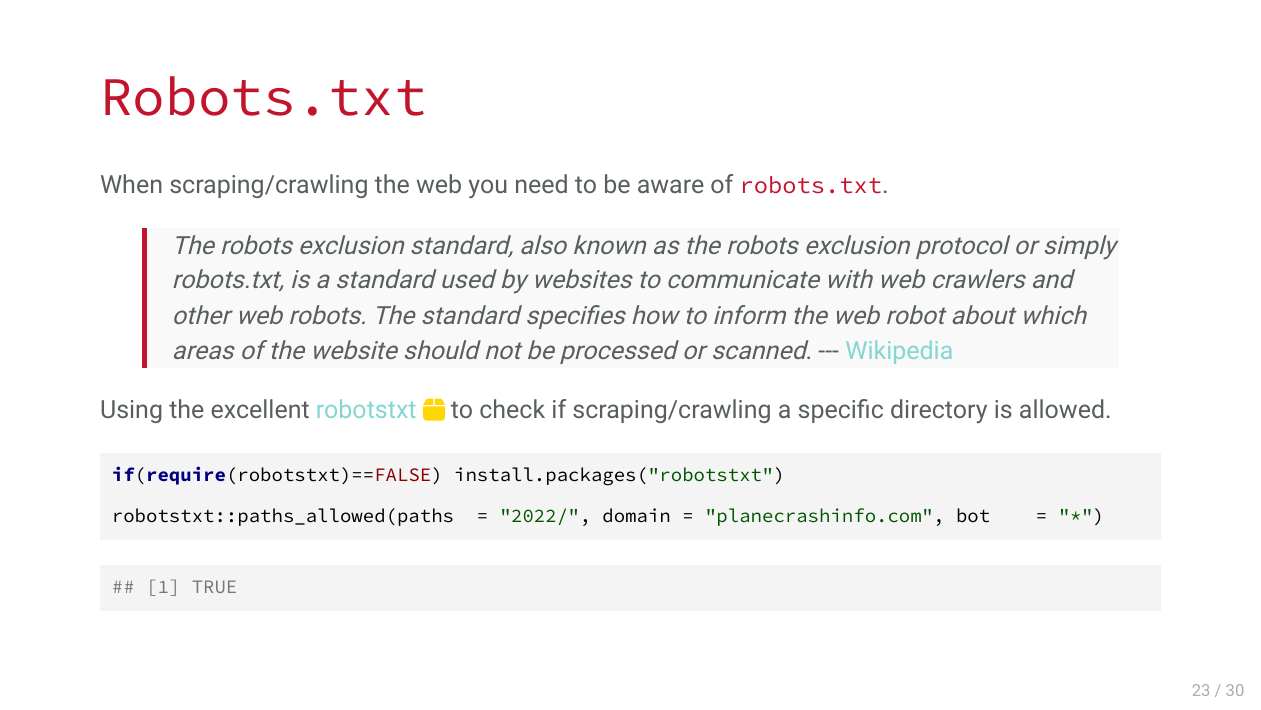 Robots.txt
When scraping/crawling the web you need to be aware of robots.txt.
The robots exclusion standard, also known as the robots exclusion protocol or simply
robots.txt, is a standard used by websites to communicate with web crawlers and
other web robots. The standard specifies how to inform the web robot about which
areas of the website should not be processed or scanned. --- Wikipedia
Using the excellent robotstxt to check if scraping/crawling a specific directory is allowed.
if(require(robotstxt)==FALSE) install.packages("robotstxt")
robotstxt::paths_allowed(paths  = "2022/", domain = "planecrashinfo.com", bot    = "*")
## [1] TRUE
23 / 30